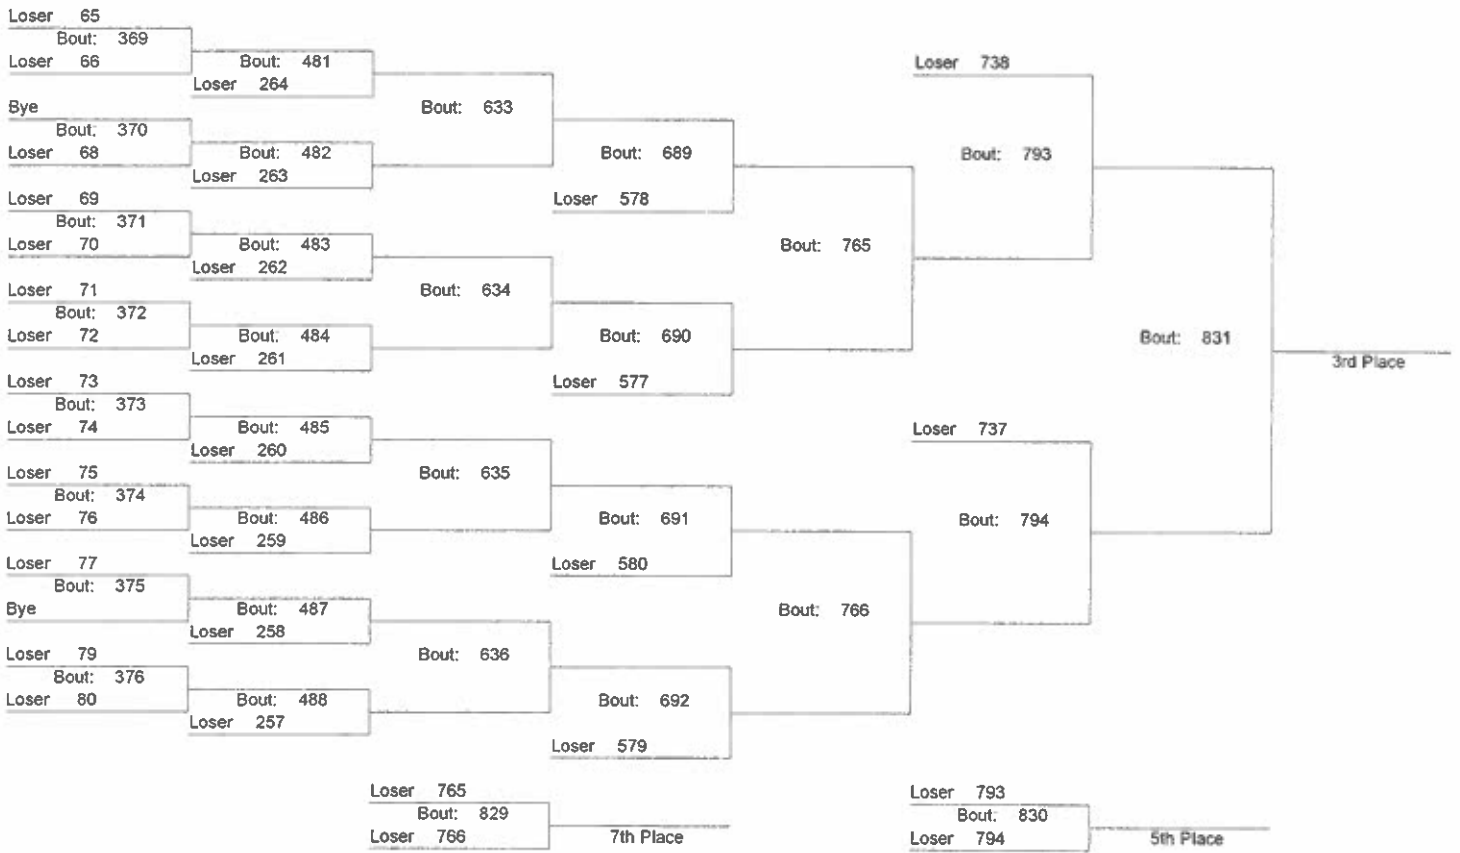 Loser 65
Bout: 369
Loser 66
Bout: 481
Loser 264
Bye
Bout: 370
Loser 68
Bout: 482
Loser 263
Bout: 633
Loser 69
Bout: 371
Loser 70
Bout: 483
Loser 262
Loser 71
Bout: 372
Loser 72
Bout: 484
Loser 261
Bout: 634
Loser 73
Bout: 373
Loser 74
Bout: 485
Loser 260
Loser 75
Bout: 374
Loser 76
Bout: 486
Loser 259
Bout: 635
Loser 77
Bout: 375
Bye
Bout: 487
Loser 258
Loser 79
Bout: 376
Loser 80
Bout: 488
Loser 257
Bout: 636
Bout: 689
Loser 578
Bout: 690
Loser 577
Bout: 691
Loser 580
Bout: 692
Loser 579
Bout: 765
Bout: 766
Loser 738
Bout: 793
Loser 737
Bout: 794
Bout: 831
3rd Place
Loser 765
Bout: 829
Loser 766
7th Place
Loser 793
Bout: 830
Loser 794
5th Place